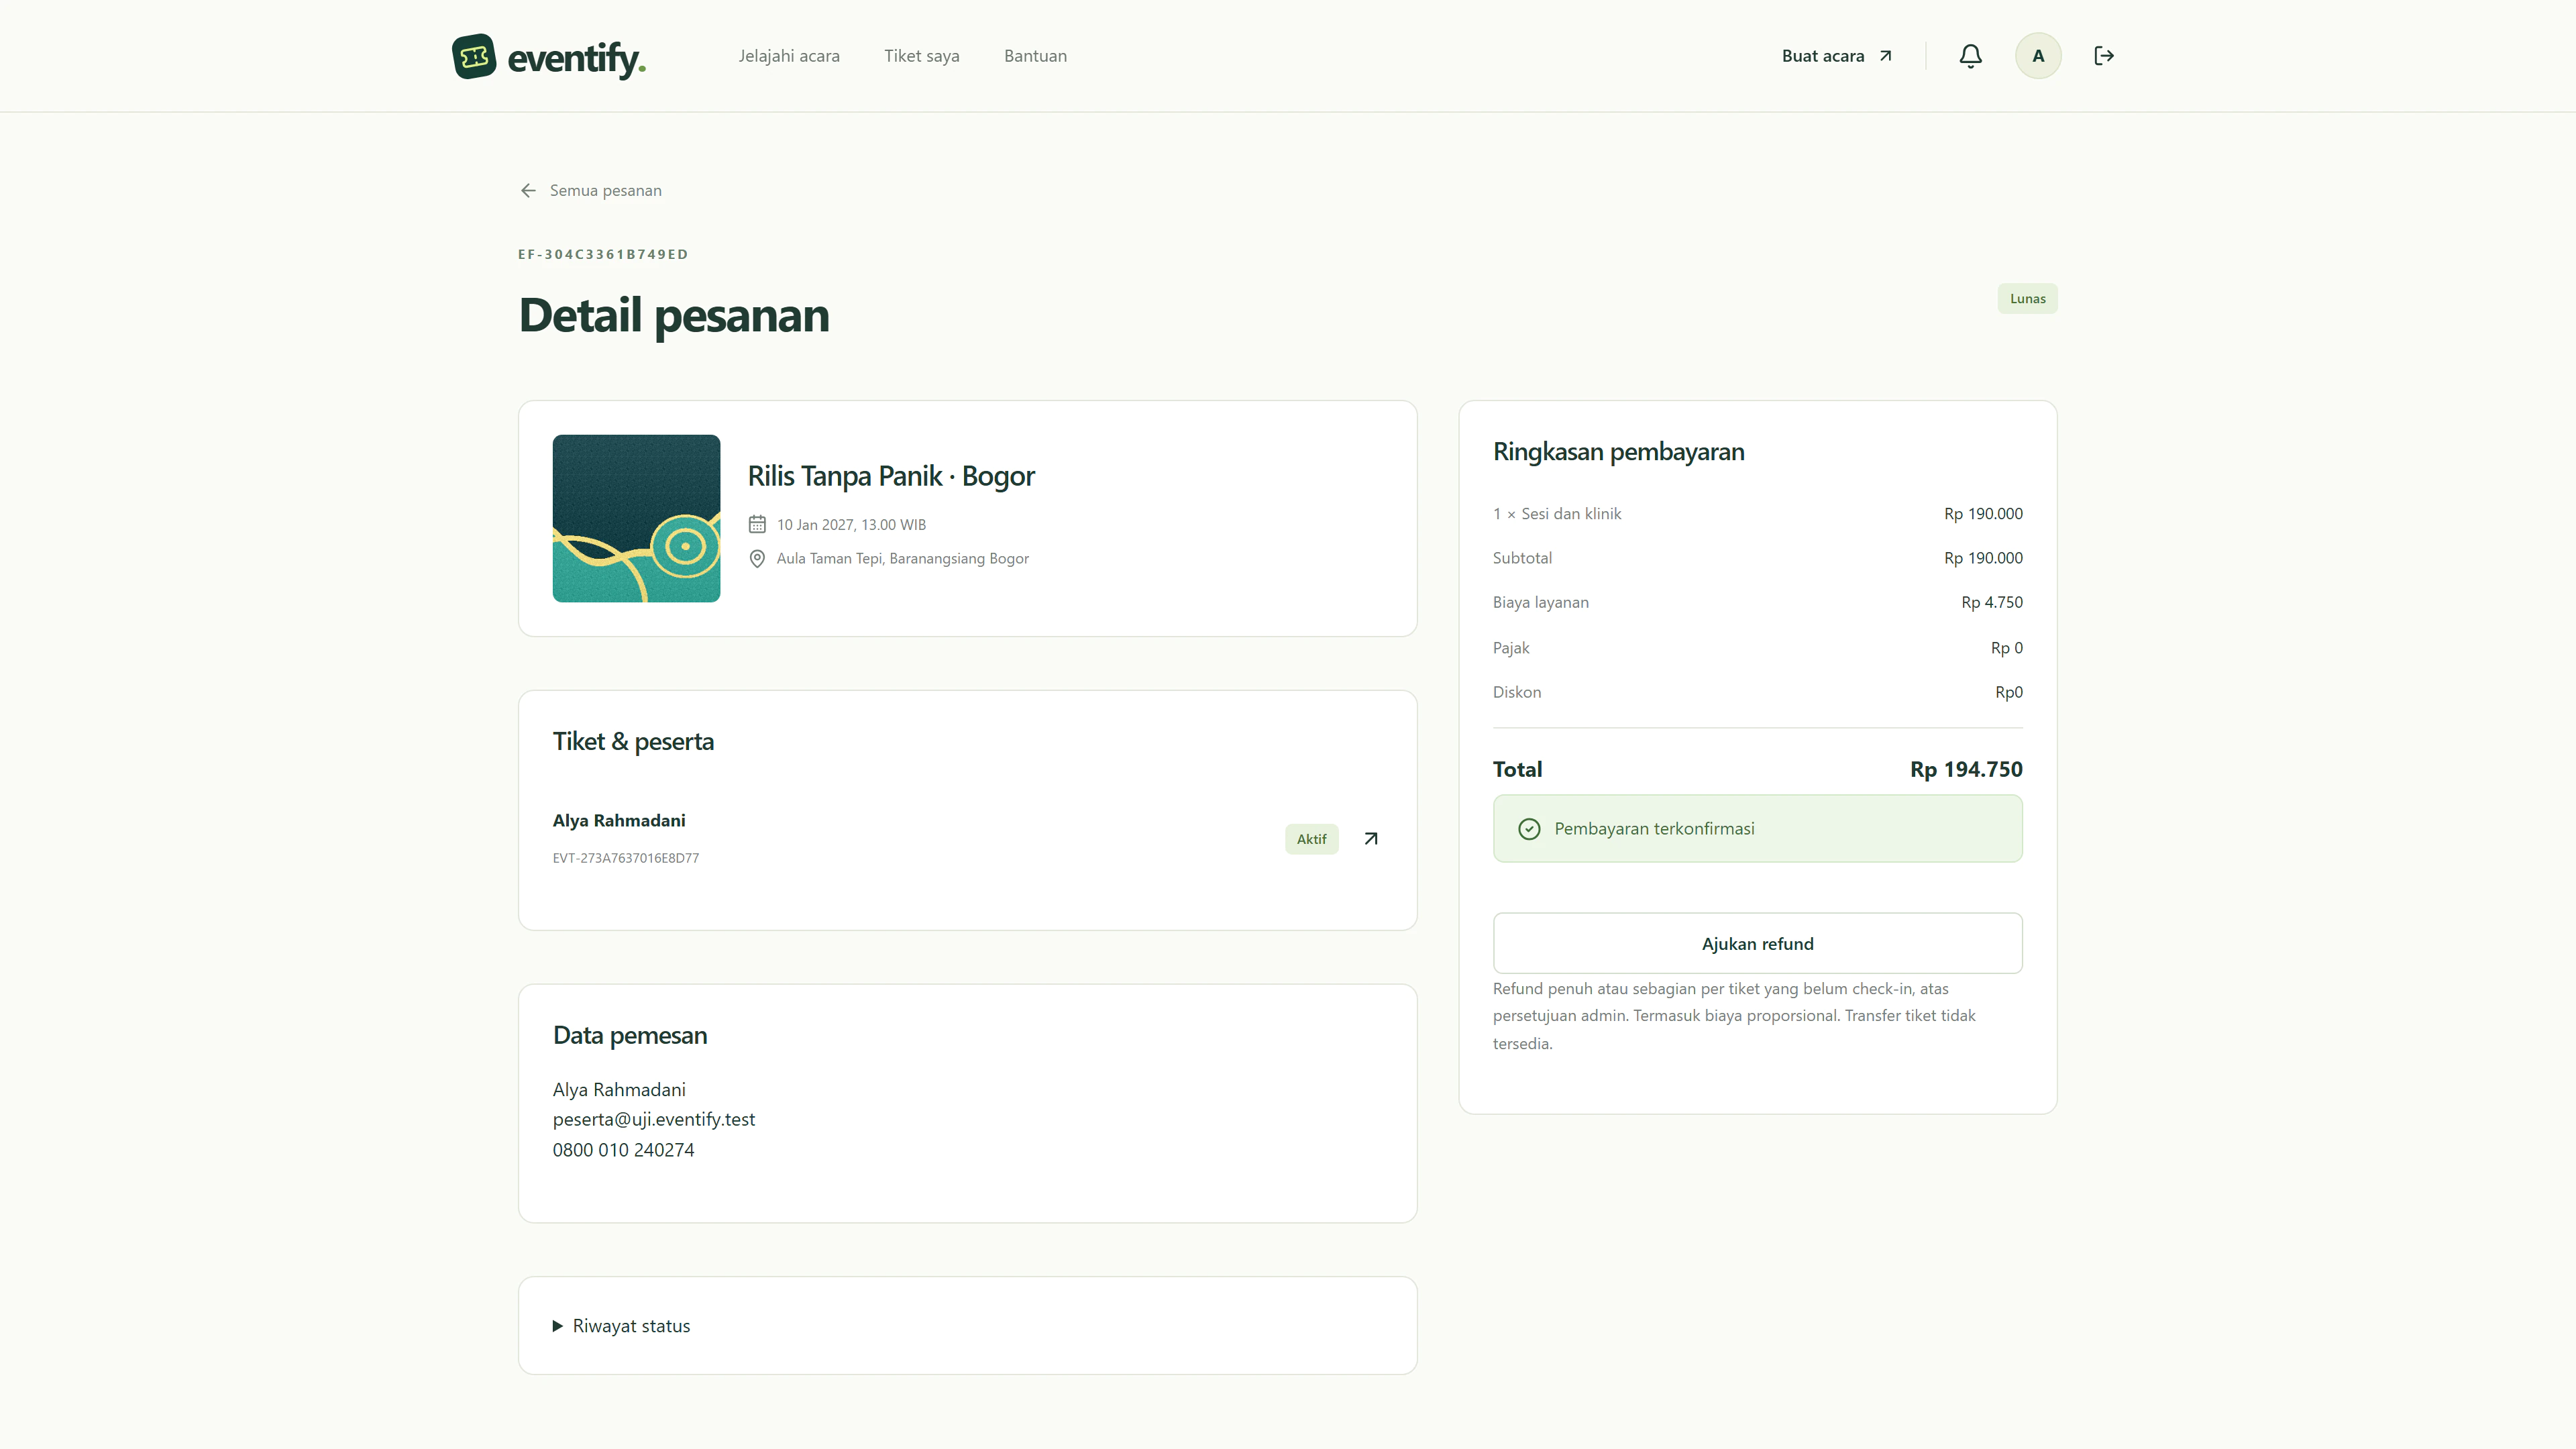 eventify.
Jelajahi acara
Tiket saya
Bantuan
Buat acara
A
Semua pesanan
EF-304C3361B749ED
Detail pesanan
Lunas
Rilis Tanpa Panik · Bogor
10 Jan 2027, 13.00 WIB
Aula Taman Tepi, Baranangsiang Bogor
Tiket & peserta
Alya Rahmadani
EVT-273A7637016E8D77
Aktif
Data pemesan
Alya Rahmadani
peserta@uji.eventify.test
0800 010 240274
Riwayat status
Ringkasan pembayaran
1 × Sesi dan klinik Rp 190.000
Subtotal Rp 190.000
Biaya layanan Rp 4.750
Pajak Rp 0
Diskon Rp0
Total Rp 194.750
Pembayaran terkonfirmasi
Ajukan refund
Refund penuh atau sebagian per tiket yang belum check-in, atas
persetujuan admin. Termasuk biaya proporsional. Transfer tiket tidak
tersedia.